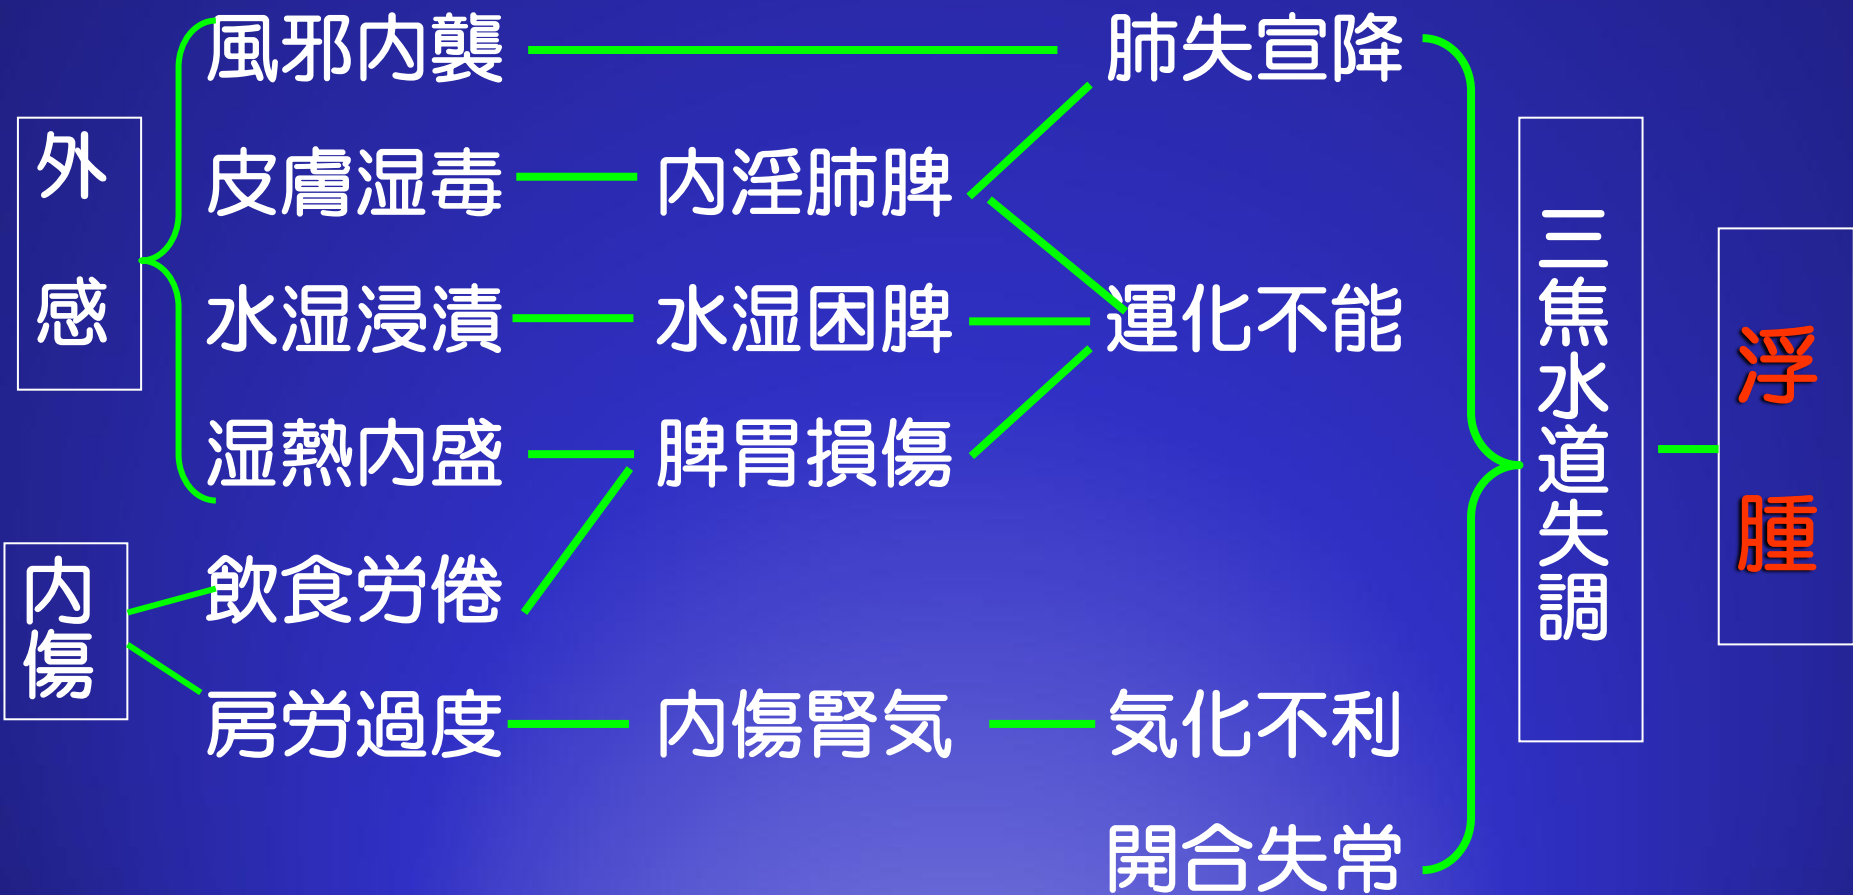 風邪内襲 肺失宣降
外感
皮膚湿毒 内淫肺脾
水湿浸漬 水湿困脾 運化不能
湿熱内盛 脾胃損傷
内傷
飲食労倦
房労過度 内傷腎気 気化不利
開合失常
三焦水道失調
浮腫